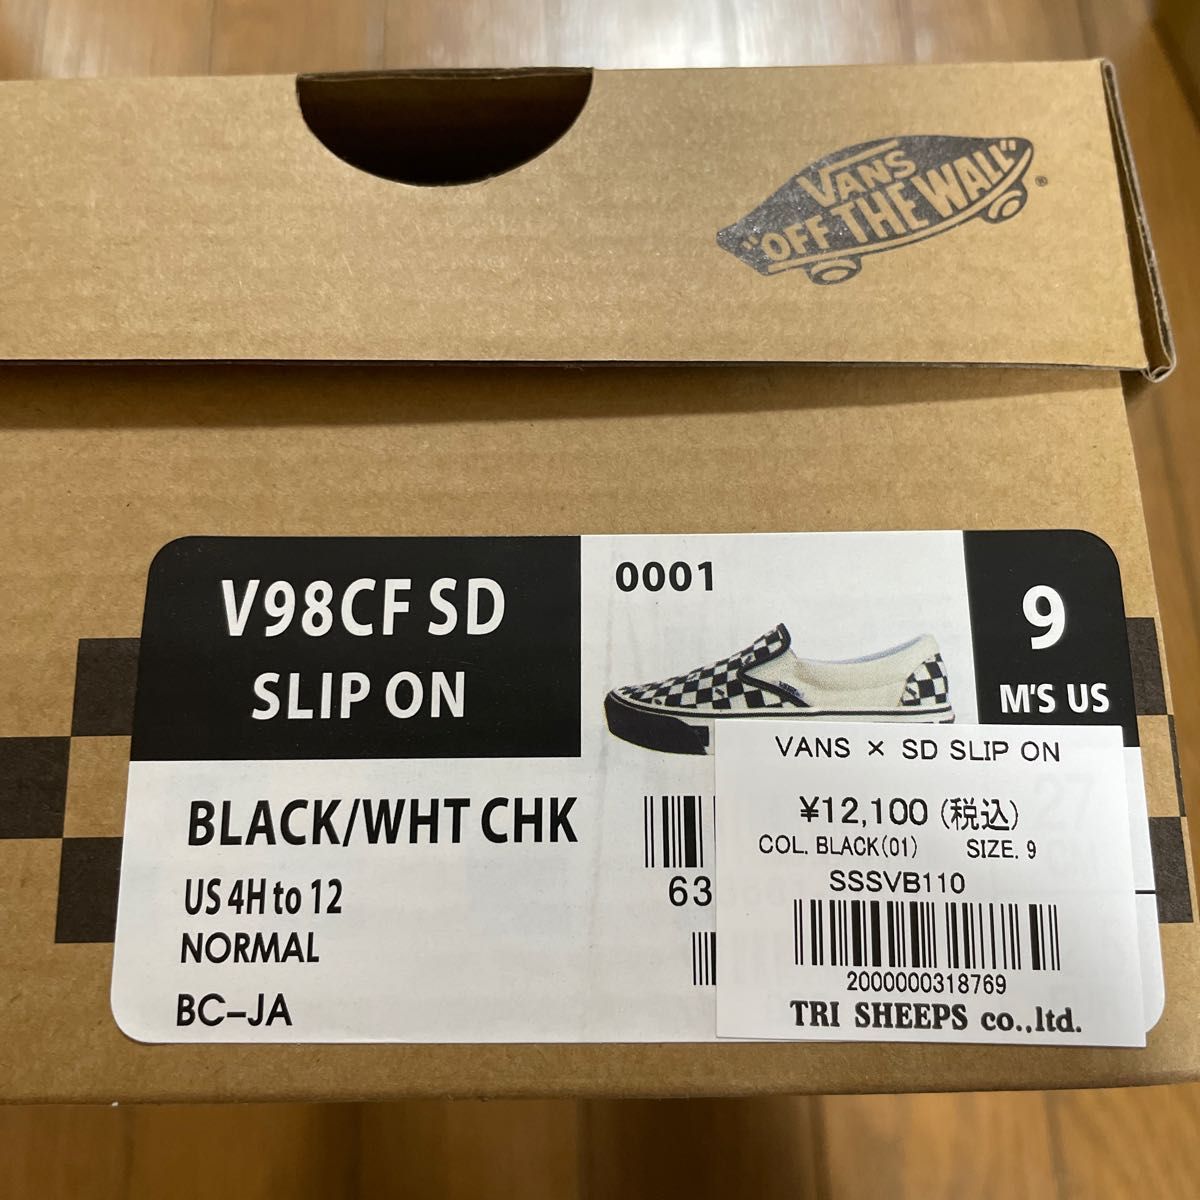 VANS
"OFF THE WALL"
®
V98CF SD
SLIP ON
0001
9
M'S US
BLACK/WHT CHK
US 4H to 12
NORMAL
BC-JA
63
VANS × SD SLIP ON
¥12,100 (税込)
COL. BLACK(01) SIZE. 9
SSSVB110
2000000318769
TRI SHEEPS co.,ltd.